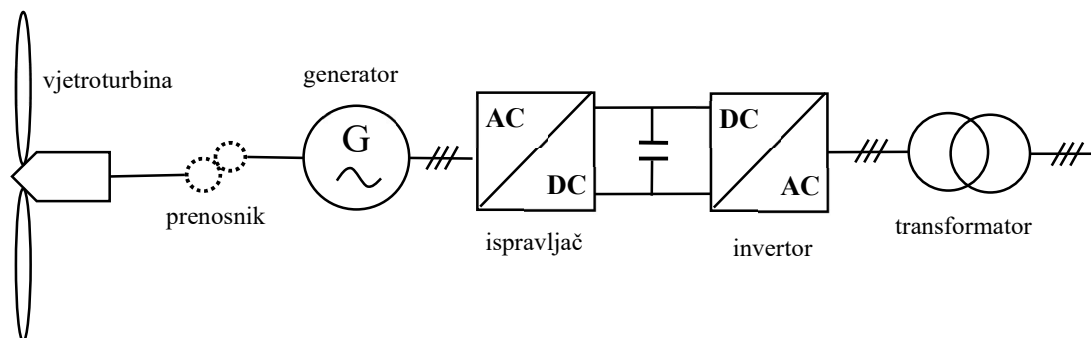 vjetroturbina
generator
G
AC
DC
DC
AC
prenosnik
ispravljač
invertor
transformator